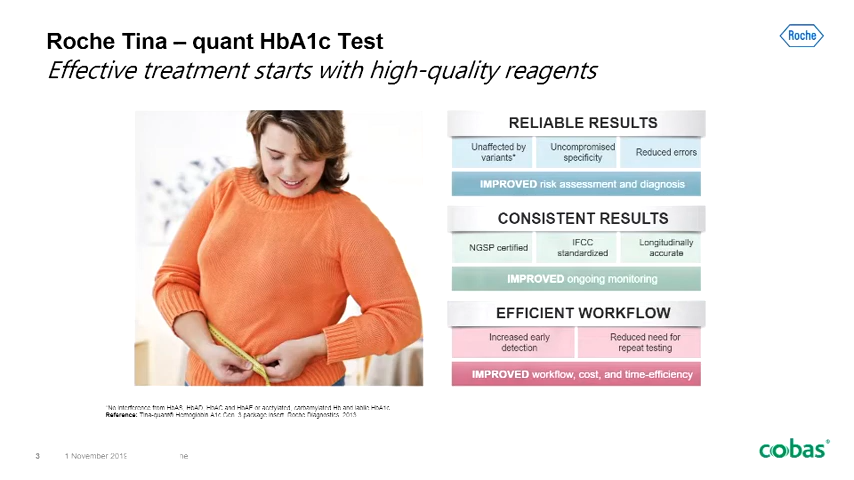 Roche Tina – quant HbA1c Test
Effective treatment starts with high-quality reagents
Roche
RELIABLE RESULTS
Unaffected by
variants*
Uncompromised
specificity
Reduced errors
IMPROVED risk assessment and diagnosis
CONSISTENT RESULTS
NGSP certified
IFCC
standardized
Longitudinally
accurate
IMPROVED ongoing monitoring
EFFICIENT WORKFLOW
Increased early
detection
Reduced need for
repeat testing
IMPROVED workflow, cost, and time-efficiency
*No interference from HbAS, HbAD, HbAC and HbAE or acetylated, carbamylated Hb and labile HbA1c
Reference: Tina-quant® Hemoglobin A1c Gen. 3 package insert. Roche Diagnostics.
3
1 November 2019
cobas®